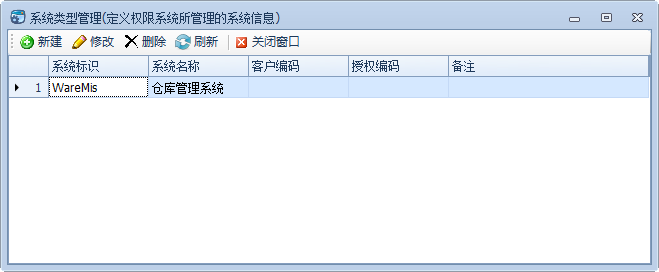 系统类型管理(定义权限系统所管理的系统信息)
新建 修改 删除 刷新 关闭窗口
系统标识 系统名称 客户编码 授权编码 备注
1 WareMis 仓库管理系统